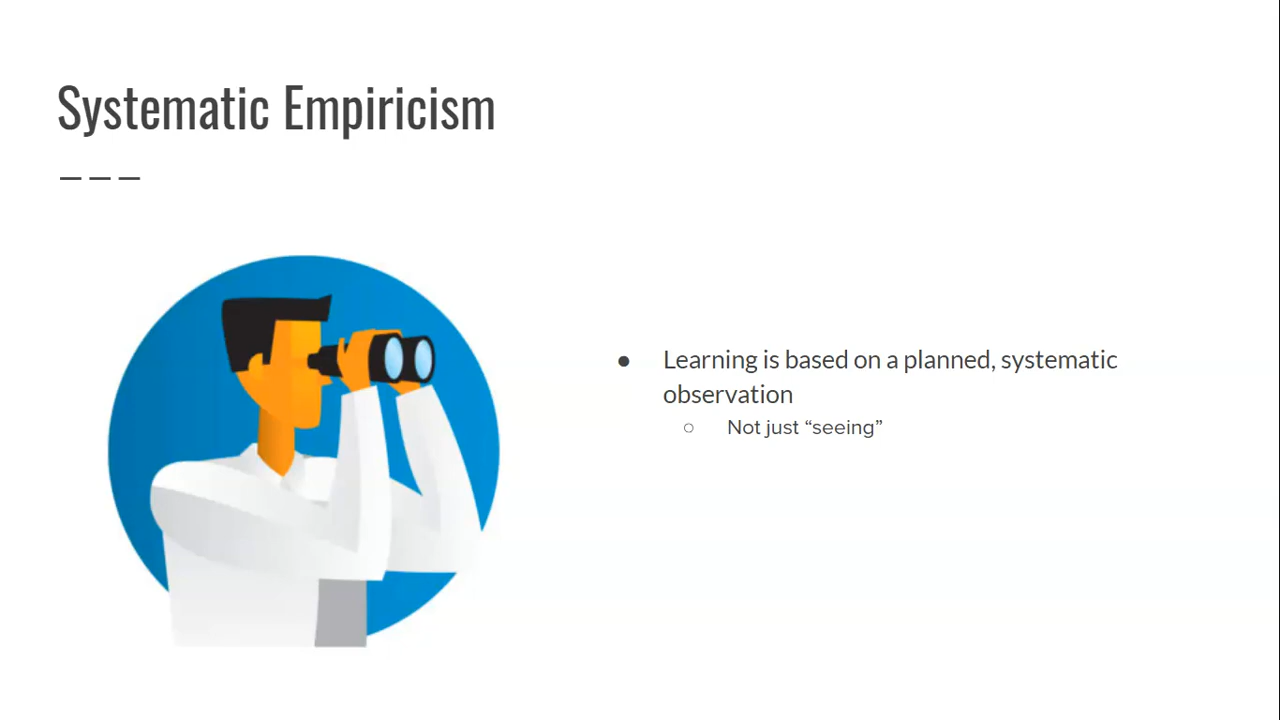 Systematic Empiricism
● Learning is based on a planned, systematic
observation
○ Not just “seeing”